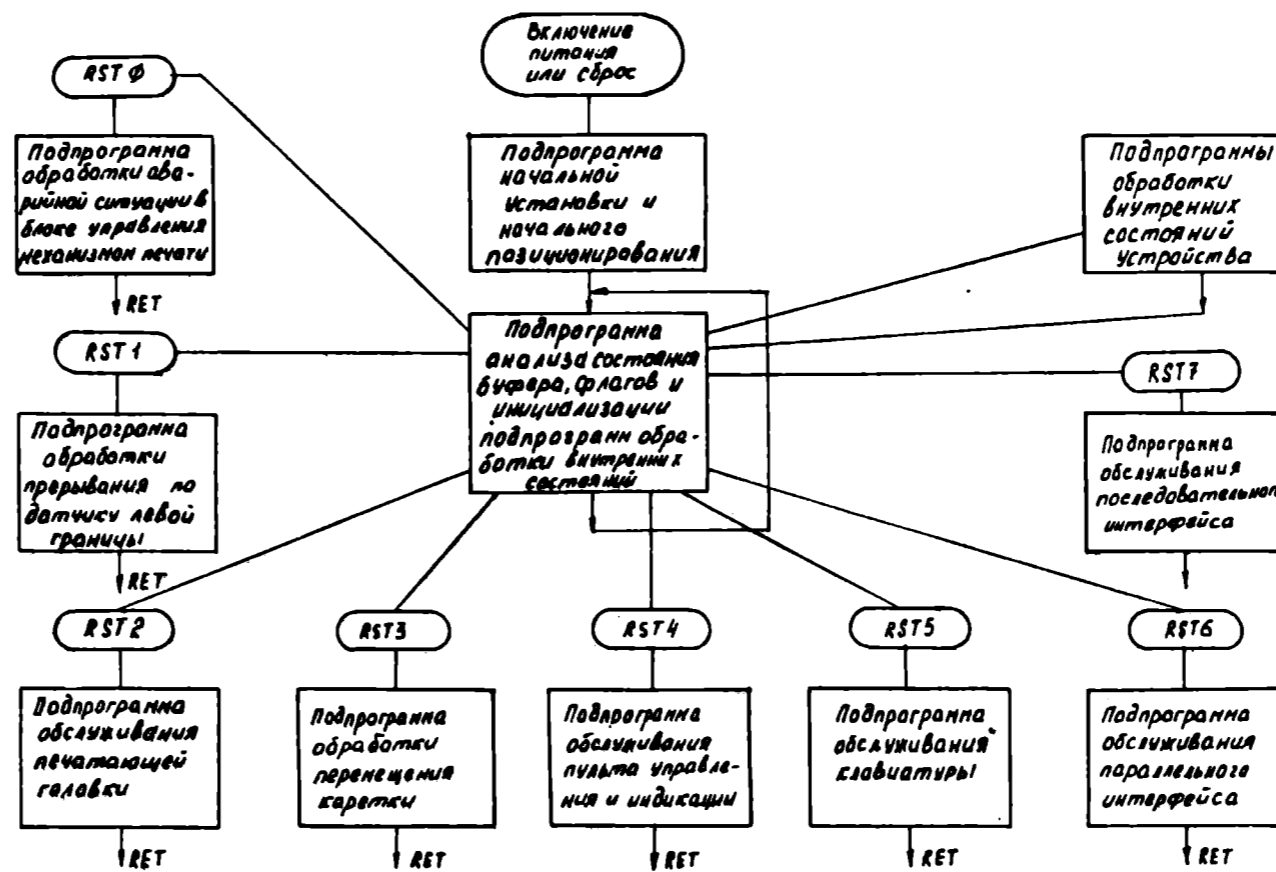 Включение
питания
или сброс
RST Ф
Подпрограмма
обработки ава-
рийной ситуации в
блоке управления
механизмом печати
RET
Подпрограмма
начальной
установки и
начального
позиционирования
Подпрограммы
обработки
внутренних
состояний
устройства
RST 1
Подпрограмма
анализа состояния
буфера, флагов и
инициализации
подпрограмм обра-
ботки внутренних
состояний
RST7
Подпрограмма
обработки
прерывания по
датчику левой
границы
RET
Подпрограмма
обслуживания
последовательного
интерфейса
RET
RST2
RST3
RST4
RST5
RST6
Подпрограмма
обслуживания
печатающей
головки
RET
Подпрограмма
обработки
перемещения
каретки
RET
Подпрограмма
обслуживания
пульта управле-
ния и индикации
RET
Подпрограмма
обслуживания
клавиатуры
RET
Подпрограмма
обслуживания
параллельного
интерфейса
RET